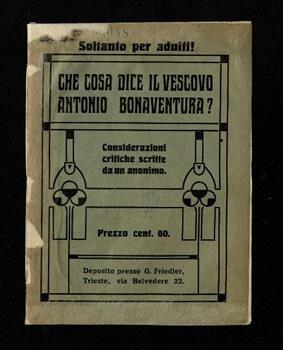 Soltanto per adulti!
CHE COSA DICE IL VESCOVO
ANTONIO BONAVENTURA?
Considerazioni
critiche scritte
da un anonimo.
Prezzo cent. 60.
Deposito presso G. Friedler,
Trieste, via Belvedere 22.